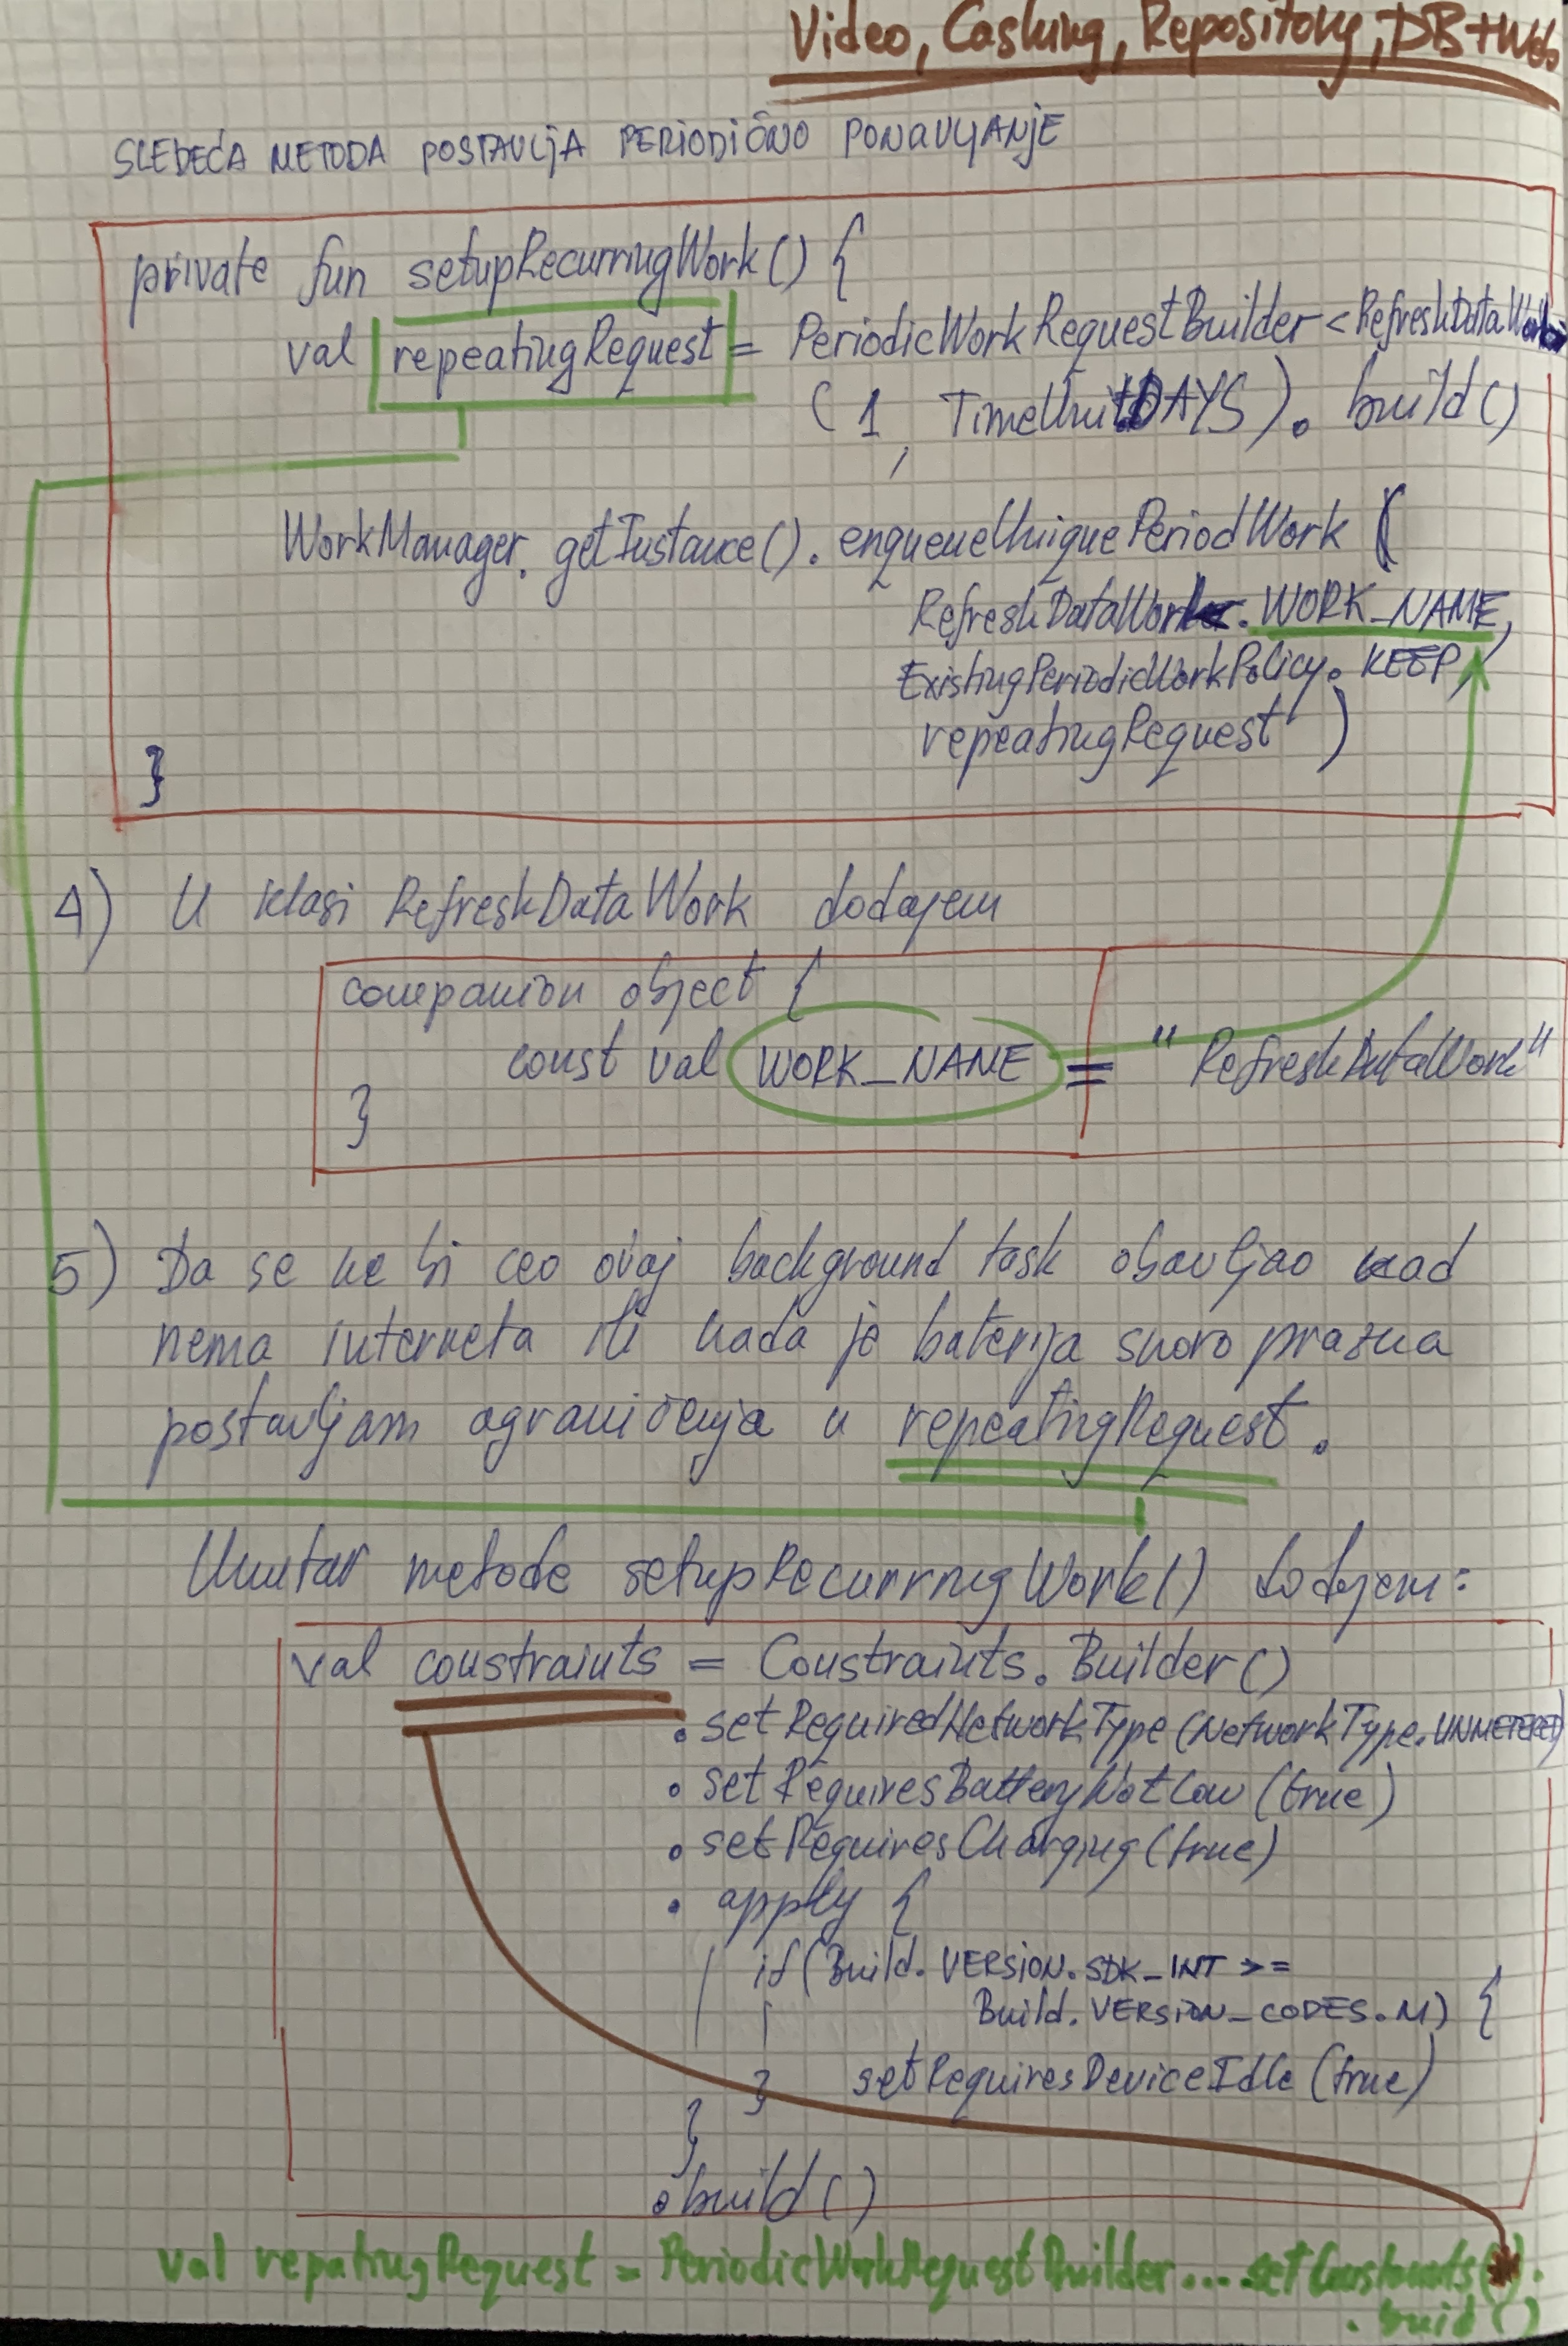 Video, Cashing, Repository, DB+Web
SLEDEĆA METODA POSTAVLJA PERIODIČNO PONAVLJANJE
private fun setupRecurringWork() {
val repeatingRequest = PeriodicWorkRequestBuilder <RefreshDataWork>
(1, TimeUnit.DAYS). build()
WorkManager. getInstance(). enqueueUniquePeriodWork (
RefreshDataWork. WORK_NAME,
ExistingPeriodicWorkPolicy. KEEP,
repeatingRequest )
}
4) U klasi RefreshDataWork dodajem
companion object {
const val WORK_NAME = "RefreshDataWork"
}
5) Da se ne bi ceo ovaj background task obavljao kad
nema interneta ili kada je baterija skoro prazna
postavljam ograničenja u repeatingRequest.
Unutar metode setupRecurringWork() dodajem:
val constraints = Constraints. Builder()
. setRequiredNetworkType (NetworkType. UNMETERED)
. setRequiresBatteryNotLow (true)
. setRequiresCharging (true)
. apply {
if (Build. VERSION. SDK_INT >=
Build. VERSION_CODES. M) {
setRequiresDeviceIdle (true)
}
}
. build()
val repatingRequest = PeriodicWorkRequestBuilder.... setConstraints().
. buid()